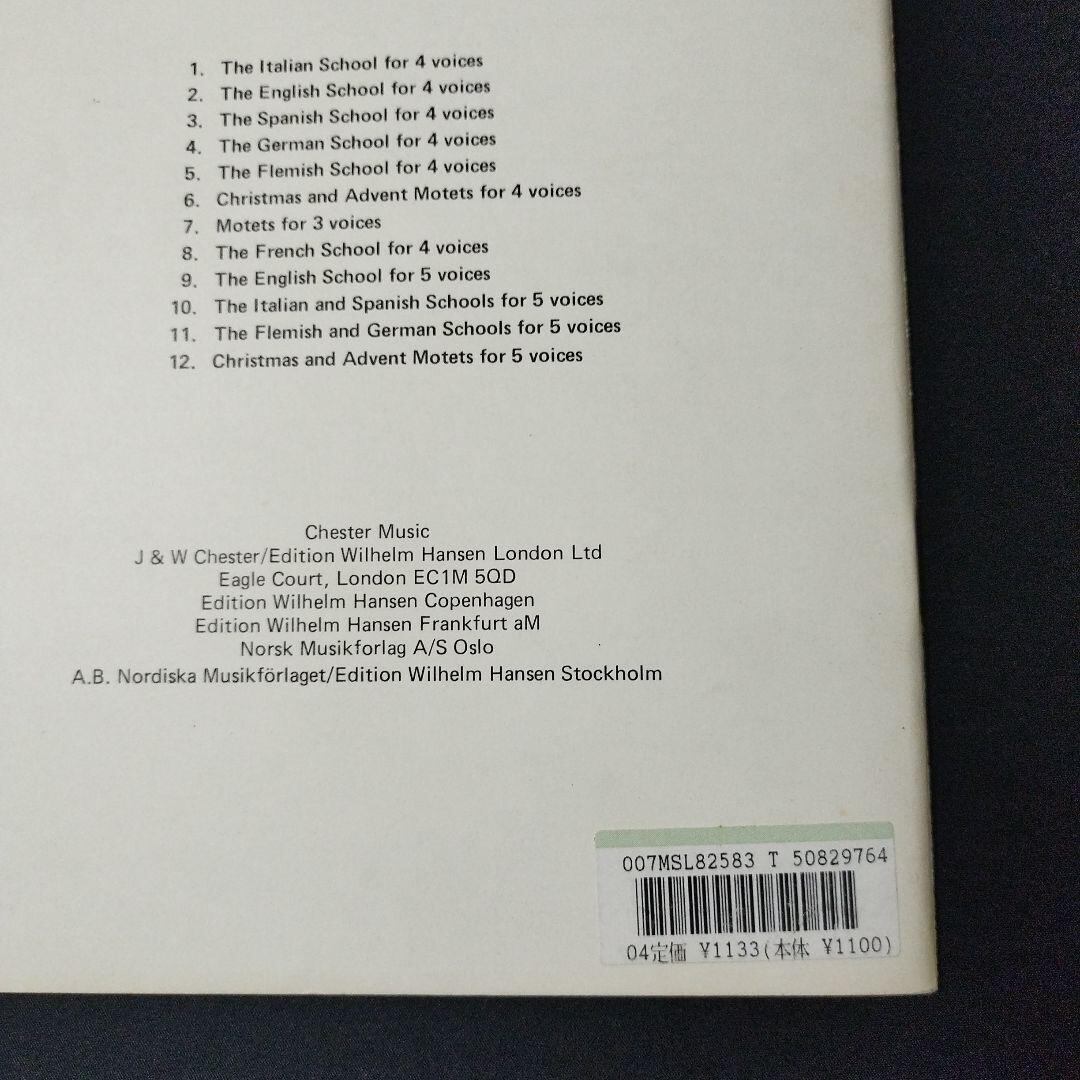 1. The Italian School for 4 voices
2. The English School for 4 voices
3. The Spanish School for 4 voices
4. The German School for 4 voices
5. The Flemish School for 4 voices
6. Christmas and Advent Motets for 4 voices
7. Motets for 3 voices
8. The French School for 4 voices
9. The English School for 5 voices
10. The Italian and Spanish Schools for 5 voices
11. The Flemish and German Schools for 5 voices
12. Christmas and Advent Motets for 5 voices
Chester Music
J & W Chester/Edition Wilhelm Hansen London Ltd
Eagle Court, London EC1M 5QD
Edition Wilhelm Hansen Copenhagen
Edition Wilhelm Hansen Frankfurt aM
Norsk Musikforlag A/S Oslo
A.B. Nordiska Musikförlaget/Edition Wilhelm Hansen Stockholm
007MSL82583 T 50829764
04定価 ¥1133(本体 ¥1100)